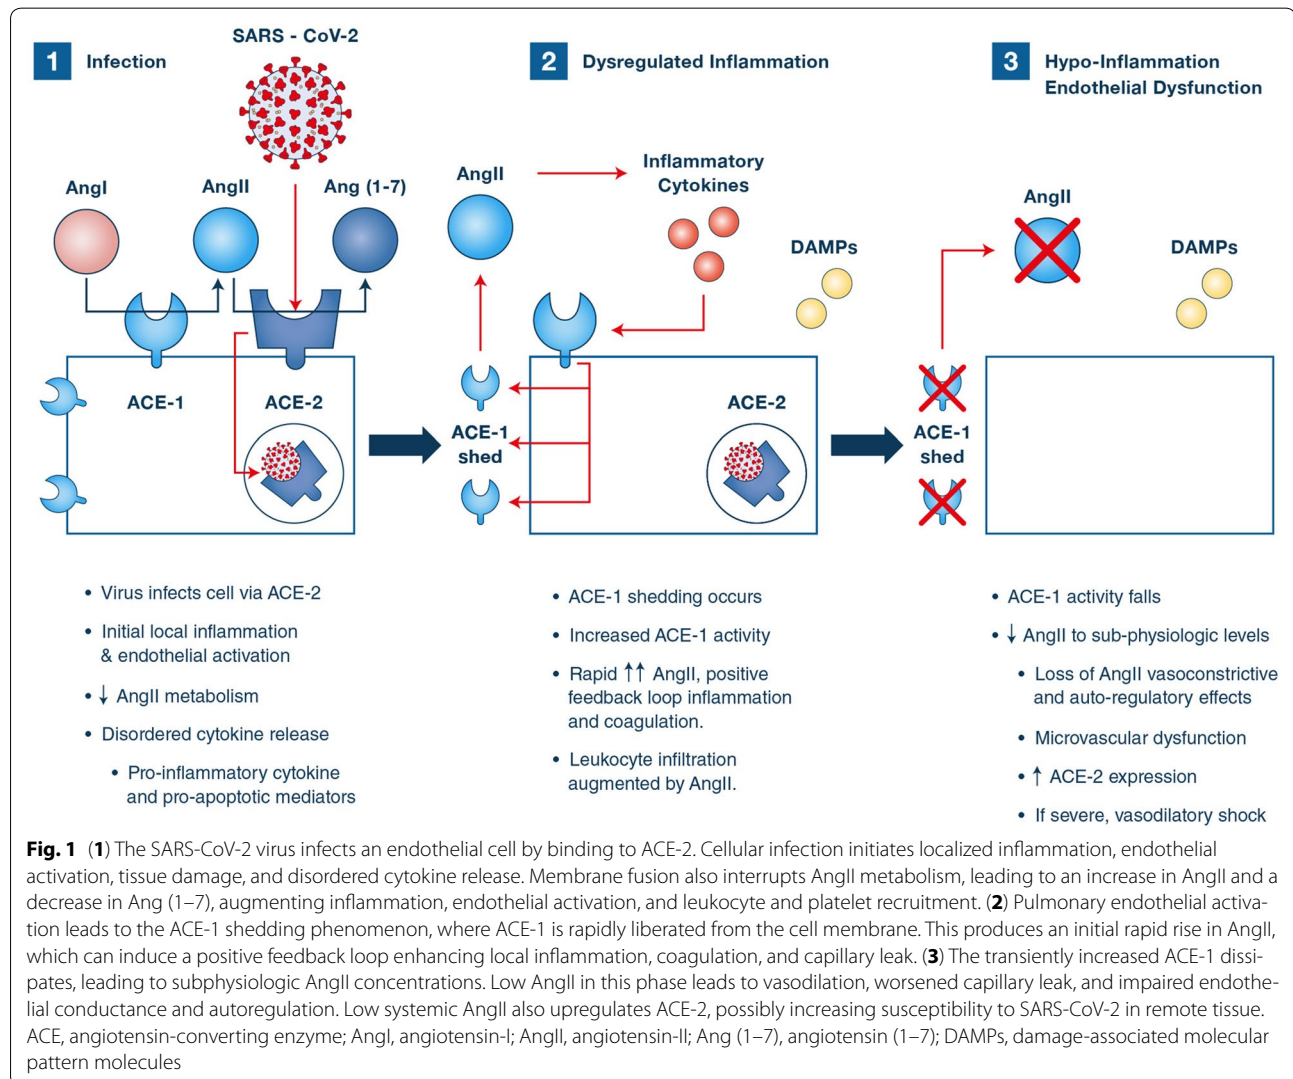 SARS - CoV-2
1 Infection
AngI
AngII
Ang (1-7)
ACE-1
ACE-2
2 Dysregulated Inflammation
AngII
Inflammatory
Cytokines
DAMPs
ACE-1
shed
ACE-2
3 Hypo-Inflammation
Endothelial Dysfunction
AngII
DAMPs
ACE-1
shed
• Virus infects cell via ACE-2
• Initial local inflammation
& endothelial activation
• ↓ AngII metabolism
• Disordered cytokine release
• Pro-inflammatory cytokine
and pro-apoptotic mediators
• ACE-1 shedding occurs
• Increased ACE-1 activity
• Rapid ↑↑ AngII, positive
feedback loop inflammation
and coagulation.
• Leukocyte infiltration
augmented by AngII.
• ACE-1 activity falls
• ↓ AngII to sub-physiologic levels
• Loss of AngII vasoconstrictive
and auto-regulatory effects
• Microvascular dysfunction
• ↑ ACE-2 expression
• If severe, vasodilatory shock
Fig. 1 (1) The SARS-CoV-2 virus infects an endothelial cell by binding to ACE-2. Cellular infection initiates localized inflammation, endothelial
activation, tissue damage, and disordered cytokine release. Membrane fusion also interrupts AngII metabolism, leading to an increase in AngII and a
decrease in Ang (1–7), augmenting inflammation, endothelial activation, and leukocyte and platelet recruitment. (2) Pulmonary endothelial activa-
tion leads to the ACE-1 shedding phenomenon, where ACE-1 is rapidly liberated from the cell membrane. This produces an initial rapid rise in AngII,
which can induce a positive feedback loop enhancing local inflammation, coagulation, and capillary leak. (3) The transiently increased ACE-1 dissi-
pates, leading to subphysiologic AngII concentrations. Low AngII in this phase leads to vasodilation, worsened capillary leak, and impaired endothe-
lial conductance and autoregulation. Low systemic AngII also upregulates ACE-2, possibly increasing susceptibility to SARS-CoV-2 in remote tissue.
ACE, angiotensin-converting enzyme; AngI, angiotensin-I; AngII, angiotensin-II; Ang (1–7), angiotensin (1–7); DAMPs, damage-associated molecular
pattern molecules